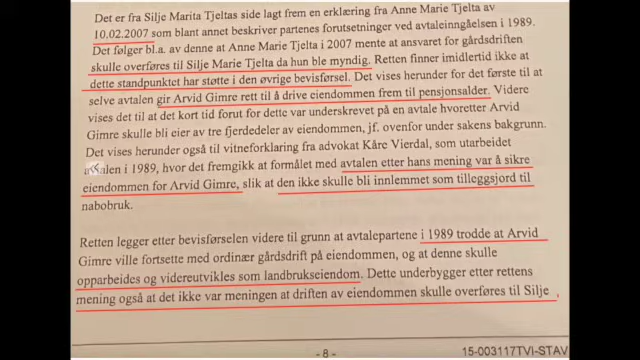 Det er fra Silje Marita Tjeltas side lagt frem en erklæring fra Anne Marie Tjelta av
10.02.2007 som blant annet beskriver partenes forutsetninger ved avtaleinngåelsen i 1989.
Det følger bl.a. av denne at Anne Marie Tjelta i 2007 mente at ansvaret for gårdsdriften
skulle overføres til Silje Marie Tjelta da hun ble myndig. Retten finner imidlertid ikke at
dette standpunktet har støtte i den øvrige bevisførsel. Det vises herunder for det første til at
selve avtalen gir Arvid Gimre rett til å drive eiendommen frem til pensjonsalder. Videre
vises det til at det kort tid forut for dette var underskrevet på en avtale hvoretter Arvid
Gimre skulle bli eier av tre fjerdedeler av eiendommen, jf. ovenfor under sakens bakgrunn.
Det vises herunder også til vitneforklaring fra advokat Kåre Vierdal, som utarbeidet
avtalen i 1989, hvor det fremgikk at formålet med avtalen etter hans mening var å sikre
eiendommen for Arvid Gimre, slik at den ikke skulle bli innlemmet som tilleggsjord til
nabobruk.
Retten legger etter bevisførselen videre til grunn at avtalepartene i 1989 trodde at Arvid
Gimre ville fortsette med ordinær gårdsdrift på eiendommen, og at denne skulle
opparbeides og videreutvikles som landbrukseiendom. Dette underbygger etter rettens
mening også at det ikke var meningen at driften av eiendommen skulle overføres til Silje
- 8 -
15-003117TVI-STAV